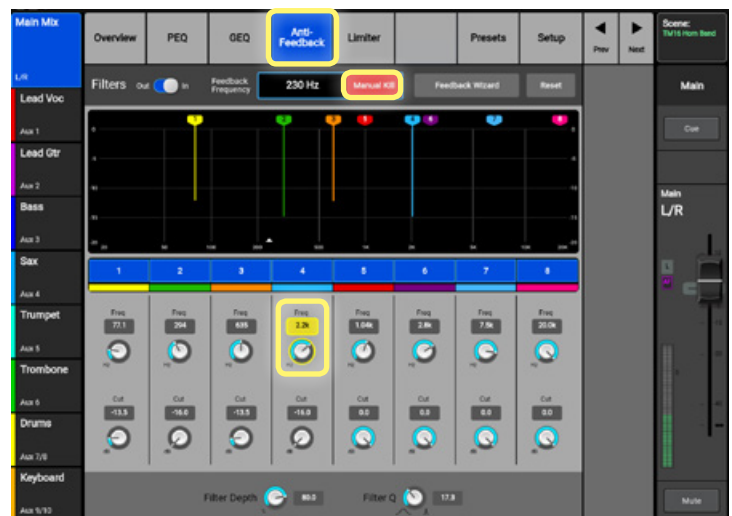 Main Mix
L/R
Lead Voc
Aux 1
Lead Gtr
Aux 2
Bass
Aux 3
Sax
Aux 4
Trumpet
Aux 5
Trombone
Aux 6
Drums
Aux 7/8
Keyboard
Aux 9/10
Overview
PEQ
GEQ
Anti-
Feedback
Limiter
Presets
Setup
Prev
Next
Scene:
TM16 Horn Band
Filters Out In
Feedback
Frequency
230 Hz
Manual Kill
Feedback Wizard
Reset
1 2 3 4 5 6 7 8
Freq Freq Freq Freq Freq Freq Freq Freq
77.1 294 635 2.2k 1.04k 2.8k 7.5k 20.0k
Cut Cut Cut Cut Cut Cut Cut Cut
-13.5 -16.0 -13.5 -16.0 0.0 0.0 0.0 0.0
Filter Depth 80.0 Filter Q 17.8
Main
Cue
Main
L/R
Mute